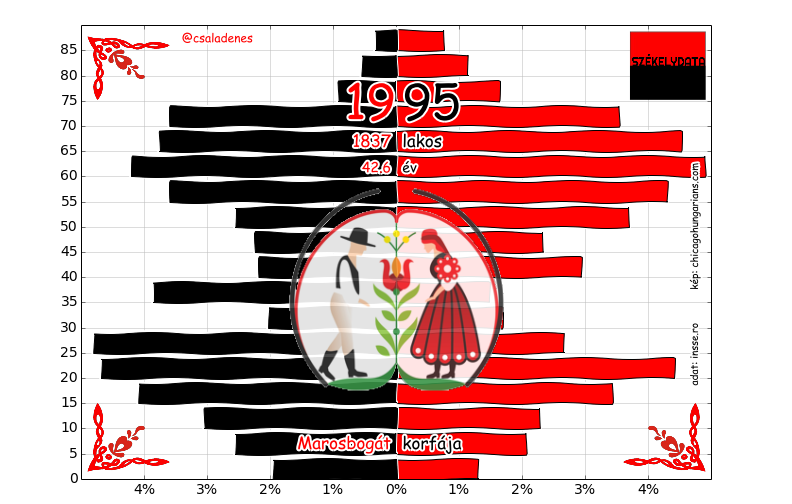 @csaladenes
SZÉKELYDATA
1995
1837 lakos
42.6 év
kép: chicagohungarians.com
adat: insse.ro
Marosbogát korfája
85
80
75
70
65
60
55
50
45
40
35
30
25
20
15
10
5
0
4% 3% 2% 1% 0% 1% 2% 3% 4%